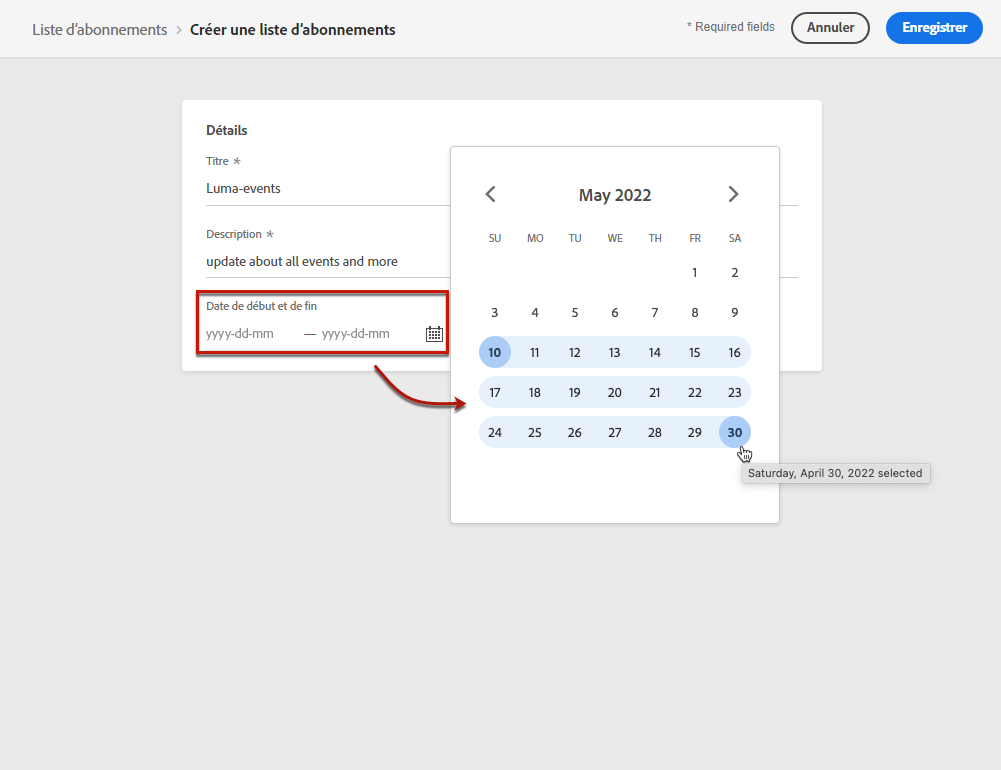 Liste d'abonnements > Créer une liste d'abonnements
* Required fields
Annuler
Enregistrer
Détails
Titre *
Luma-events
Description *
update about all events and more
Date de début et de fin
yyyy-dd-mm — yyyy-dd-mm
May 2022
SU MO TU WE TH FR SA
1 2
3 4 5 6 7 8 9
10 11 12 13 14 15 16
17 18 19 20 21 22 23
24 25 26 27 28 29 30
Saturday, April 30, 2022 selected